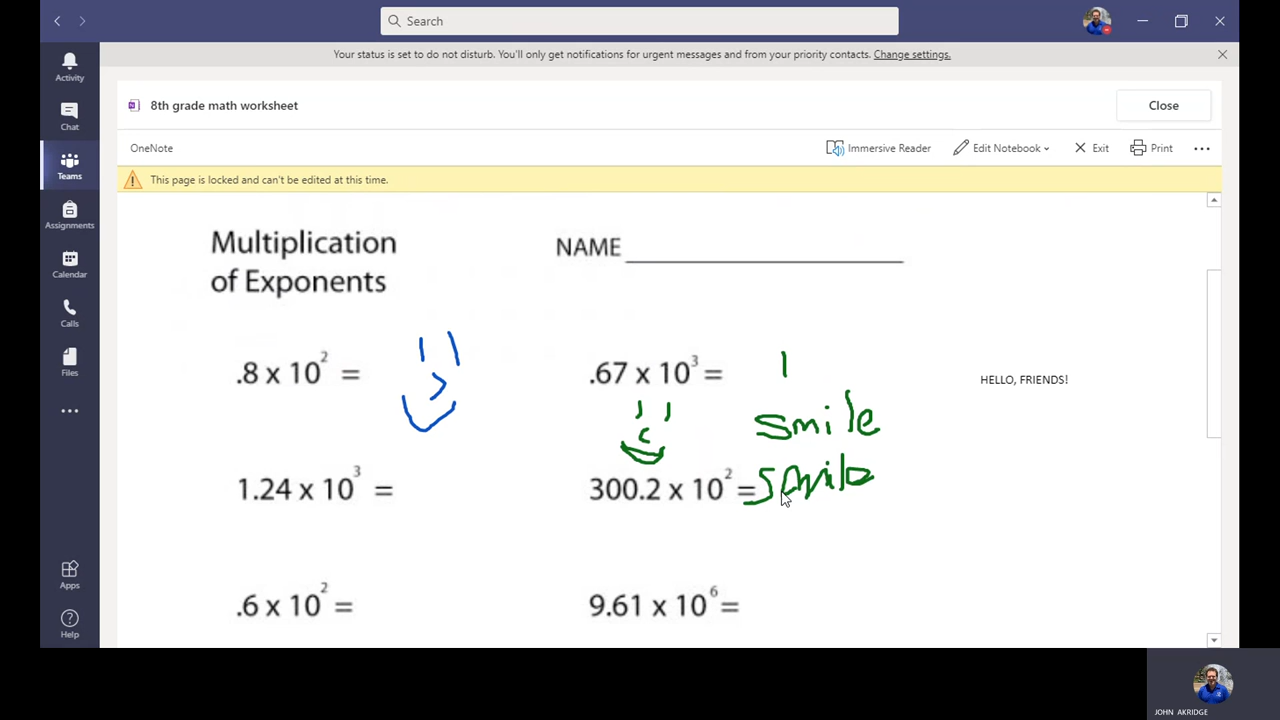 Search
Your status is set to do not disturb. You'll only get notifications for urgent messages and from your priority contacts. Change settings.
Activity
Chat
Teams
Assignments
Calendar
Calls
Files
Apps
Help
8th grade math worksheet
Close
OneNote
Immersive Reader
Edit Notebook
Exit
Print
This page is locked and can't be edited at this time.
Multiplication
of Exponents
NAME
.8 x 10² =
.67 x 10³ =
HELLO, FRIENDS!
smile
1.24 x 10³ =
300.2 x 10² =
smile
.6 x 10² =
9.61 x 10⁶ =
JOHN AKRIDGE